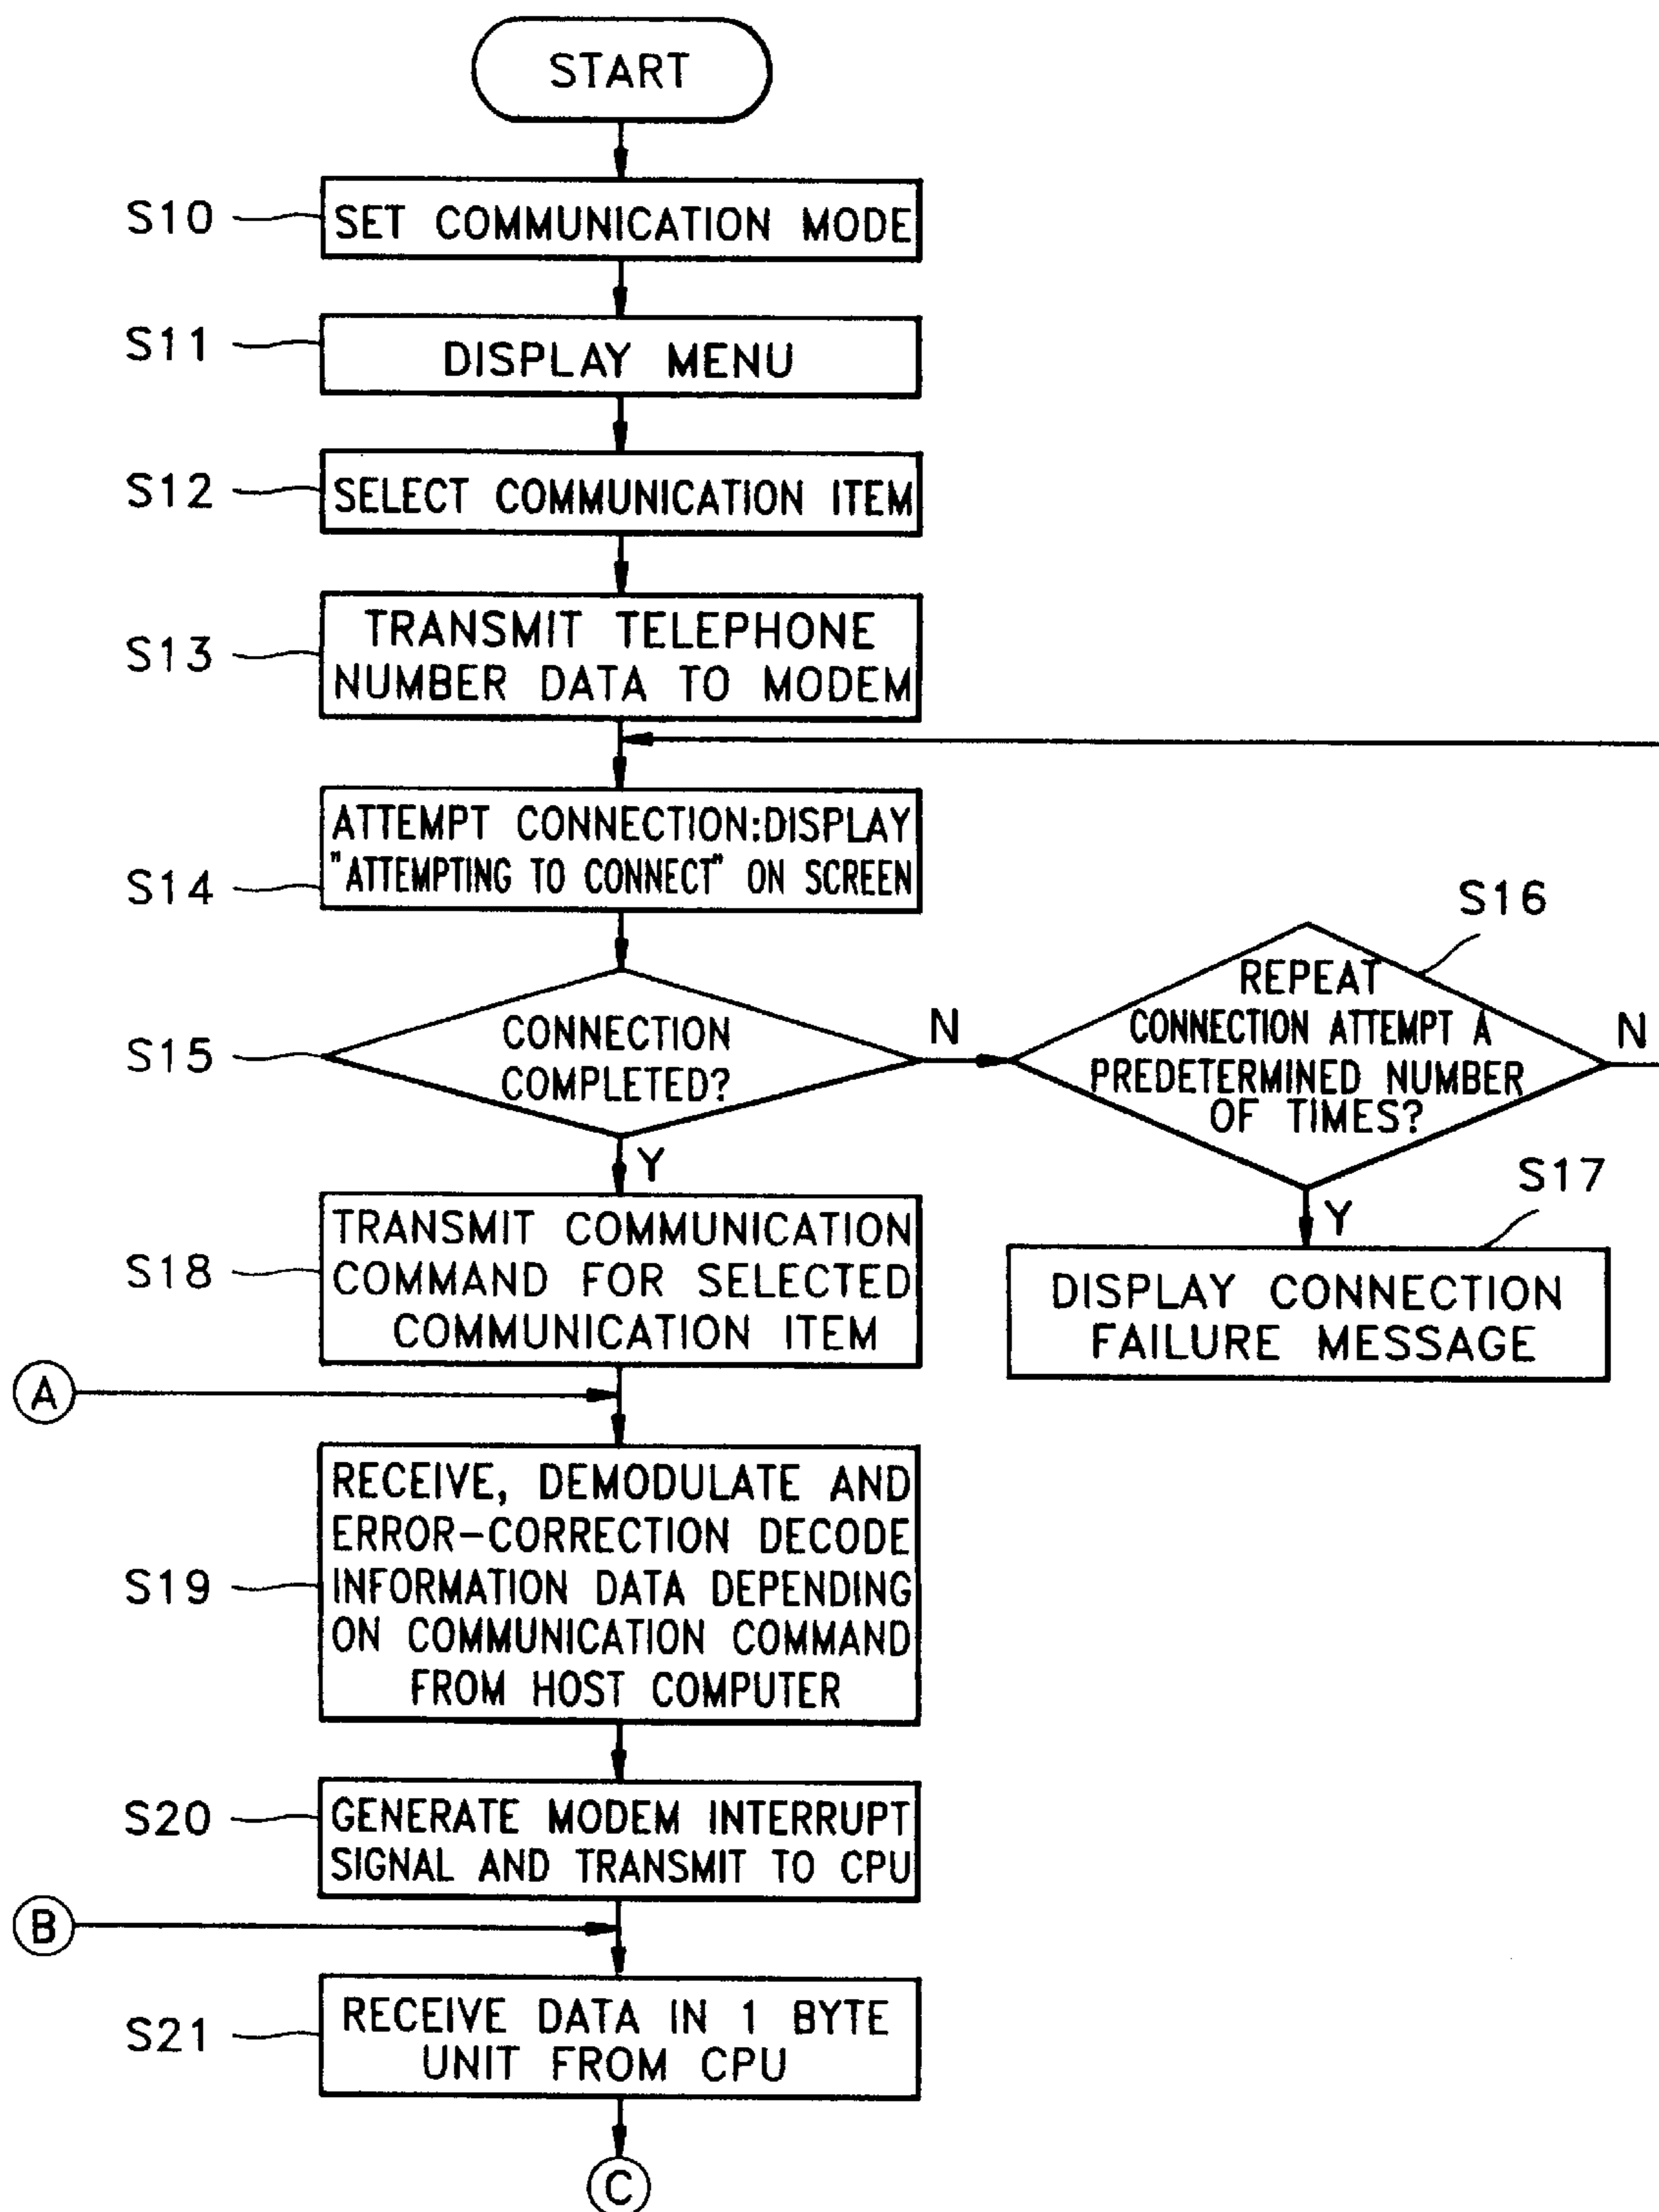 START
S10
SET COMMUNICATION MODE
S11
DISPLAY MENU
S12
SELECT COMMUNICATION ITEM
S13
TRANSMIT TELEPHONE
NUMBER DATA TO MODEM
S14
ATTEMPT CONNECTION:DISPLAY
"ATTEMPTING TO CONNECT" ON SCREEN
S15
CONNECTION
COMPLETED?
N
Y
S16
REPEAT
CONNECTION ATTEMPT A
PREDETERMINED NUMBER
OF TIMES?
N
Y
S17
DISPLAY CONNECTION
FAILURE MESSAGE
S18
TRANSMIT COMMUNICATION
COMMAND FOR SELECTED
COMMUNICATION ITEM
A
S19
RECEIVE, DEMODULATE AND
ERROR-CORRECTION DECODE
INFORMATION DATA DEPENDING
ON COMMUNICATION COMMAND
FROM HOST COMPUTER
S20
GENERATE MODEM INTERRUPT
SIGNAL AND TRANSMIT TO CPU
B
S21
RECEIVE DATA IN 1 BYTE
UNIT FROM CPU
C